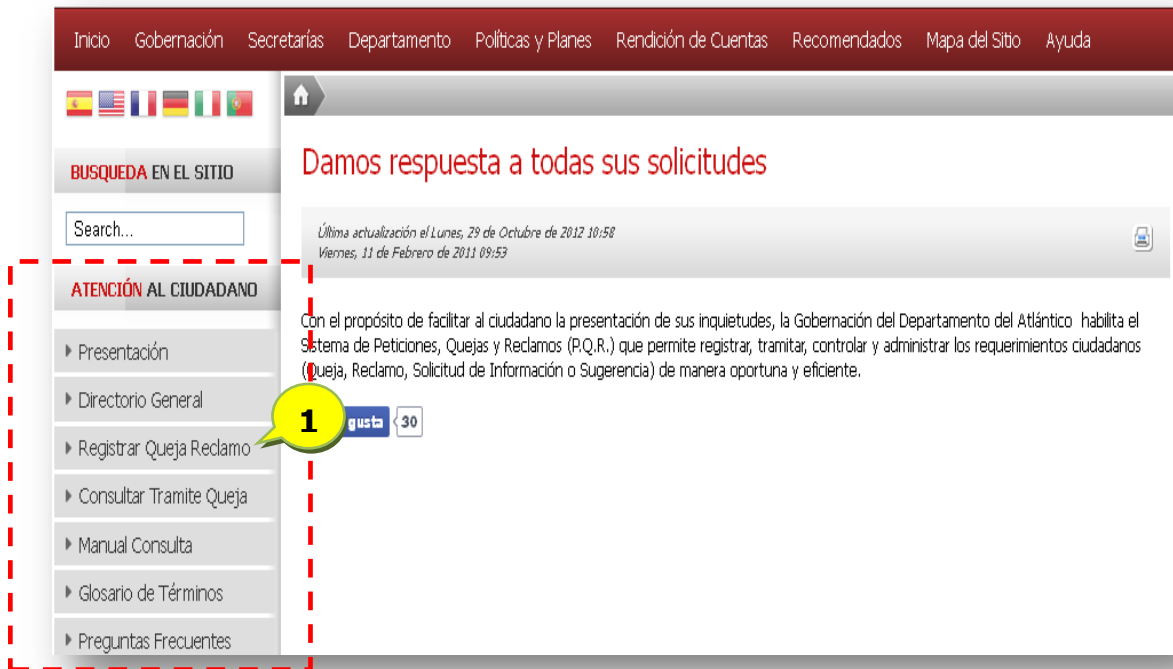 Inicio Gobernación Secretarías Departamento Políticas y Planes Rendición de Cuentas Recomendados Mapa del Sitio Ayuda
BUSQUEDA EN EL SITIO
Search...
ATENCIÓN AL CIUDADANO
Presentación
Directorio General
Registrar Queja Reclamo
Consultar Tramite Queja
Manual Consulta
Glosario de Términos
Preguntas Frecuentes
Damos respuesta a todas sus solicitudes
Última actualización el Lunes, 29 de Octubre de 2012 10:58
Viernes, 11 de Febrero de 2011 09:53
Con el propósito de facilitar al ciudadano la presentación de sus inquietudes, la Gobernación del Departamento del Atlántico habilita el
Sistema de Peticiones, Quejas y Reclamos (P.Q.R.) que permite registrar, tramitar, controlar y administrar los requerimientos ciudadanos
(Queja, Reclamo, Solicitud de Información o Sugerencia) de manera oportuna y eficiente.
1
gusta 30